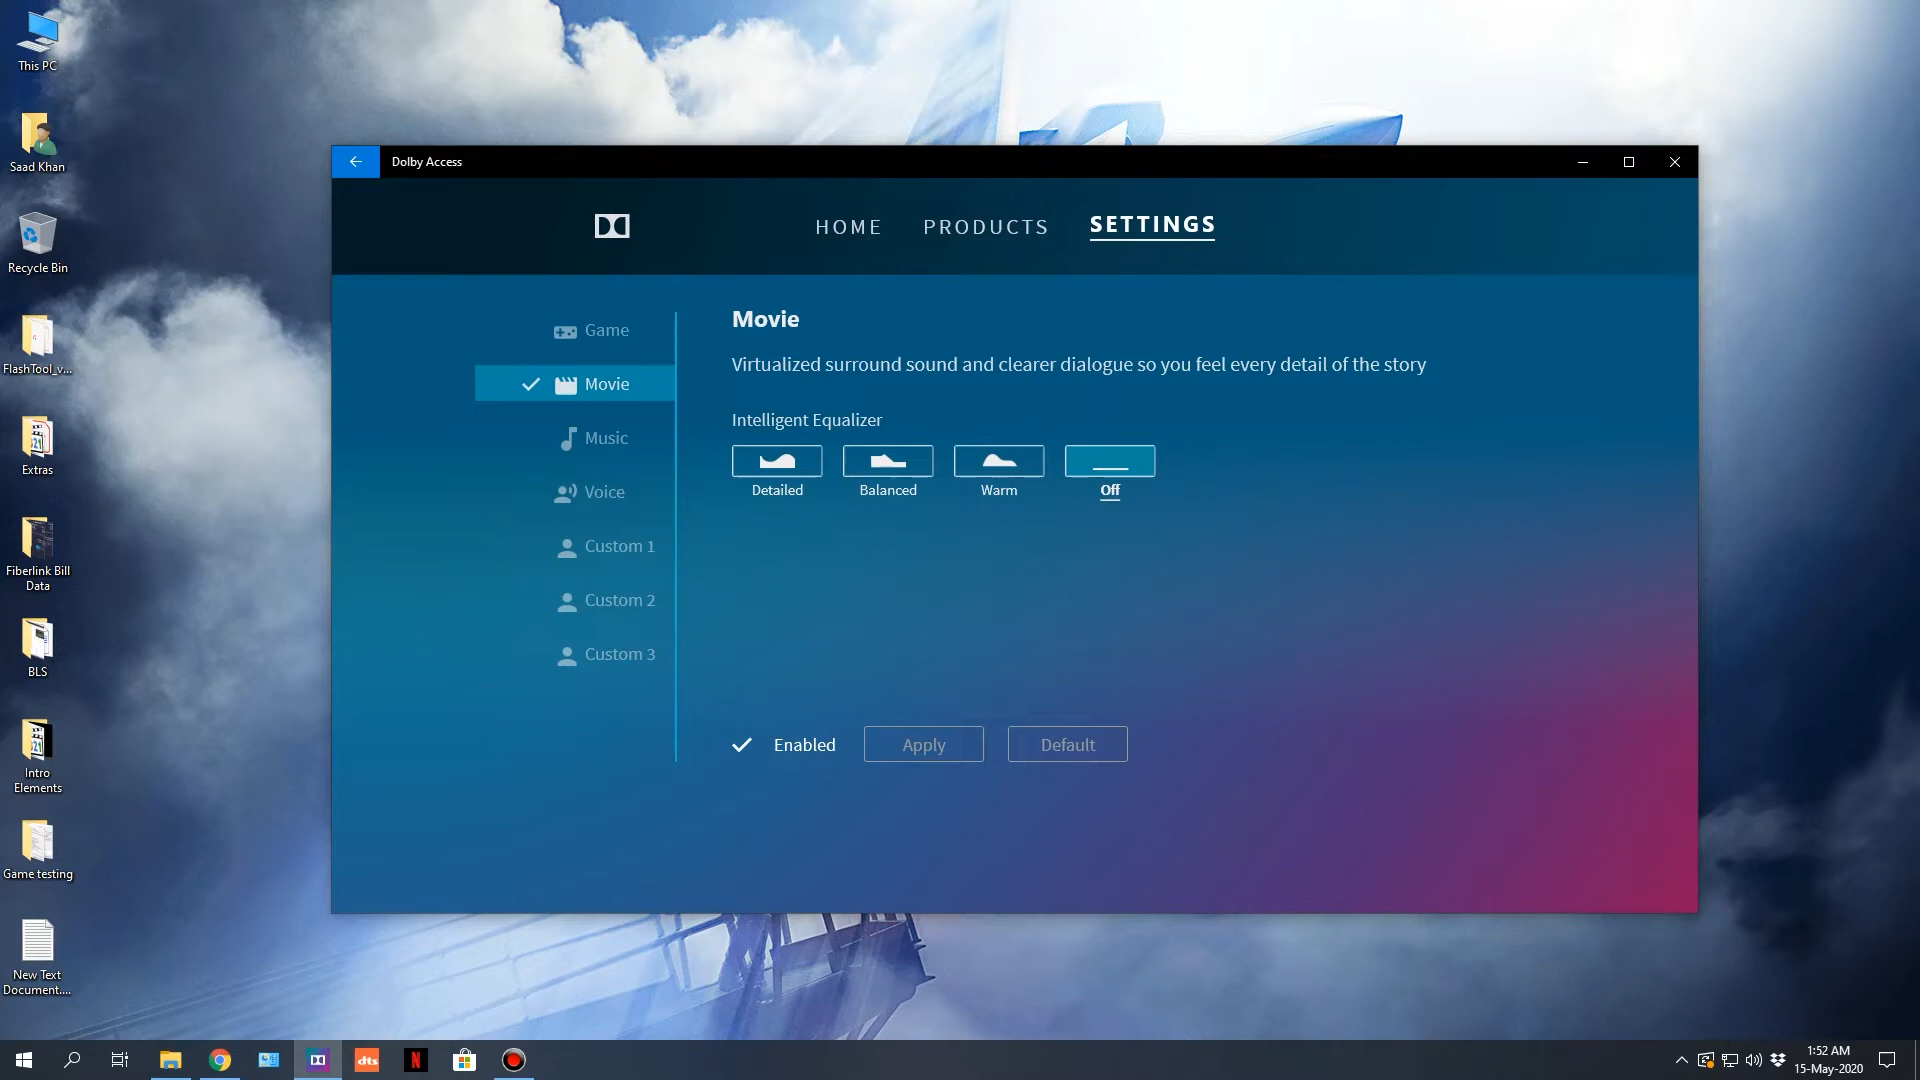 This PC
Saad Khan
Recycle Bin
FlashTool_v...
Extras
Fiberlink Bill
Data
BLS
Intro
Elements
Game testing
New Text
Document....
Dolby Access
HOME
PRODUCTS
SETTINGS
Game
Movie
Music
Voice
Custom 1
Custom 2
Custom 3
Movie
Virtualized surround sound and clearer dialogue so you feel every detail of the story
Intelligent Equalizer
Detailed
Balanced
Warm
Off
Enabled
Apply
Default
dts
N
1:52 AM
15-May-2020